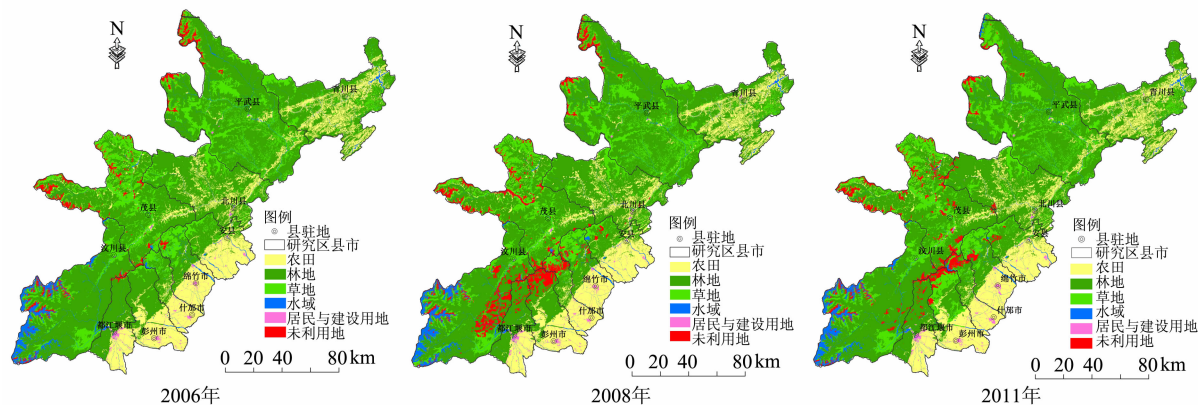 N
平武县
青川县
茂县
北川县
安县
汶川县
绵竹市
什邡市
都江堰市
彭州市
图例
县驻地
研究区县市
农田
林地
草地
水域
居民与建设用地
未利用地
0 20 40 80 km
2006年
N
平武县
青川县
茂县
北川县
安县
汶川县
绵竹市
什邡市
都江堰市
彭州市
图例
县驻地
研究区县市
农田
林地
草地
水域
居民与建设用地
未利用地
0 20 40 80 km
2008年
N
平武县
青川县
茂县
北川县
安县
汶川县
绵竹市
什邡市
都江堰市
彭州市
图例
县驻地
研究区县市
农田
林地
草地
水域
居民与建设用地
未利用地
0 20 40 80 km
2011年